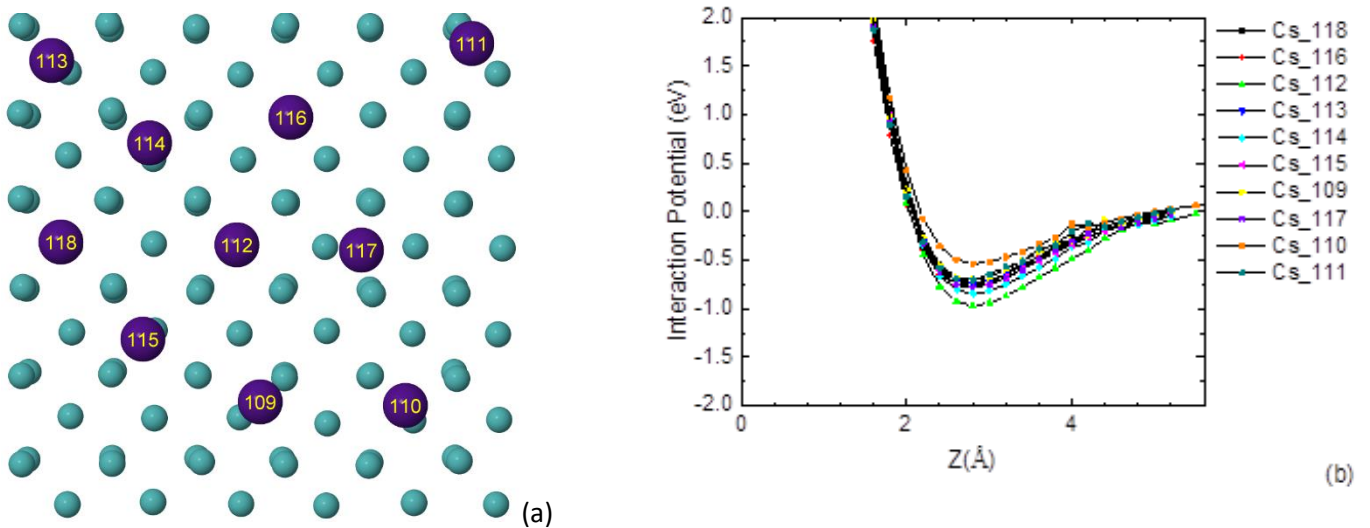 111
113
116
114
118
112
117
115
109
110
(a)
2.0
1.5
1.0
0.5
0.0
-0.5
-1.0
-1.5
-2.0
Interaction Potential (eV)
0 2 4
Z(Å)
Cs_118
Cs_116
Cs_112
Cs_113
Cs_114
Cs_115
Cs_109
Cs_117
Cs_110
Cs_111
(b)